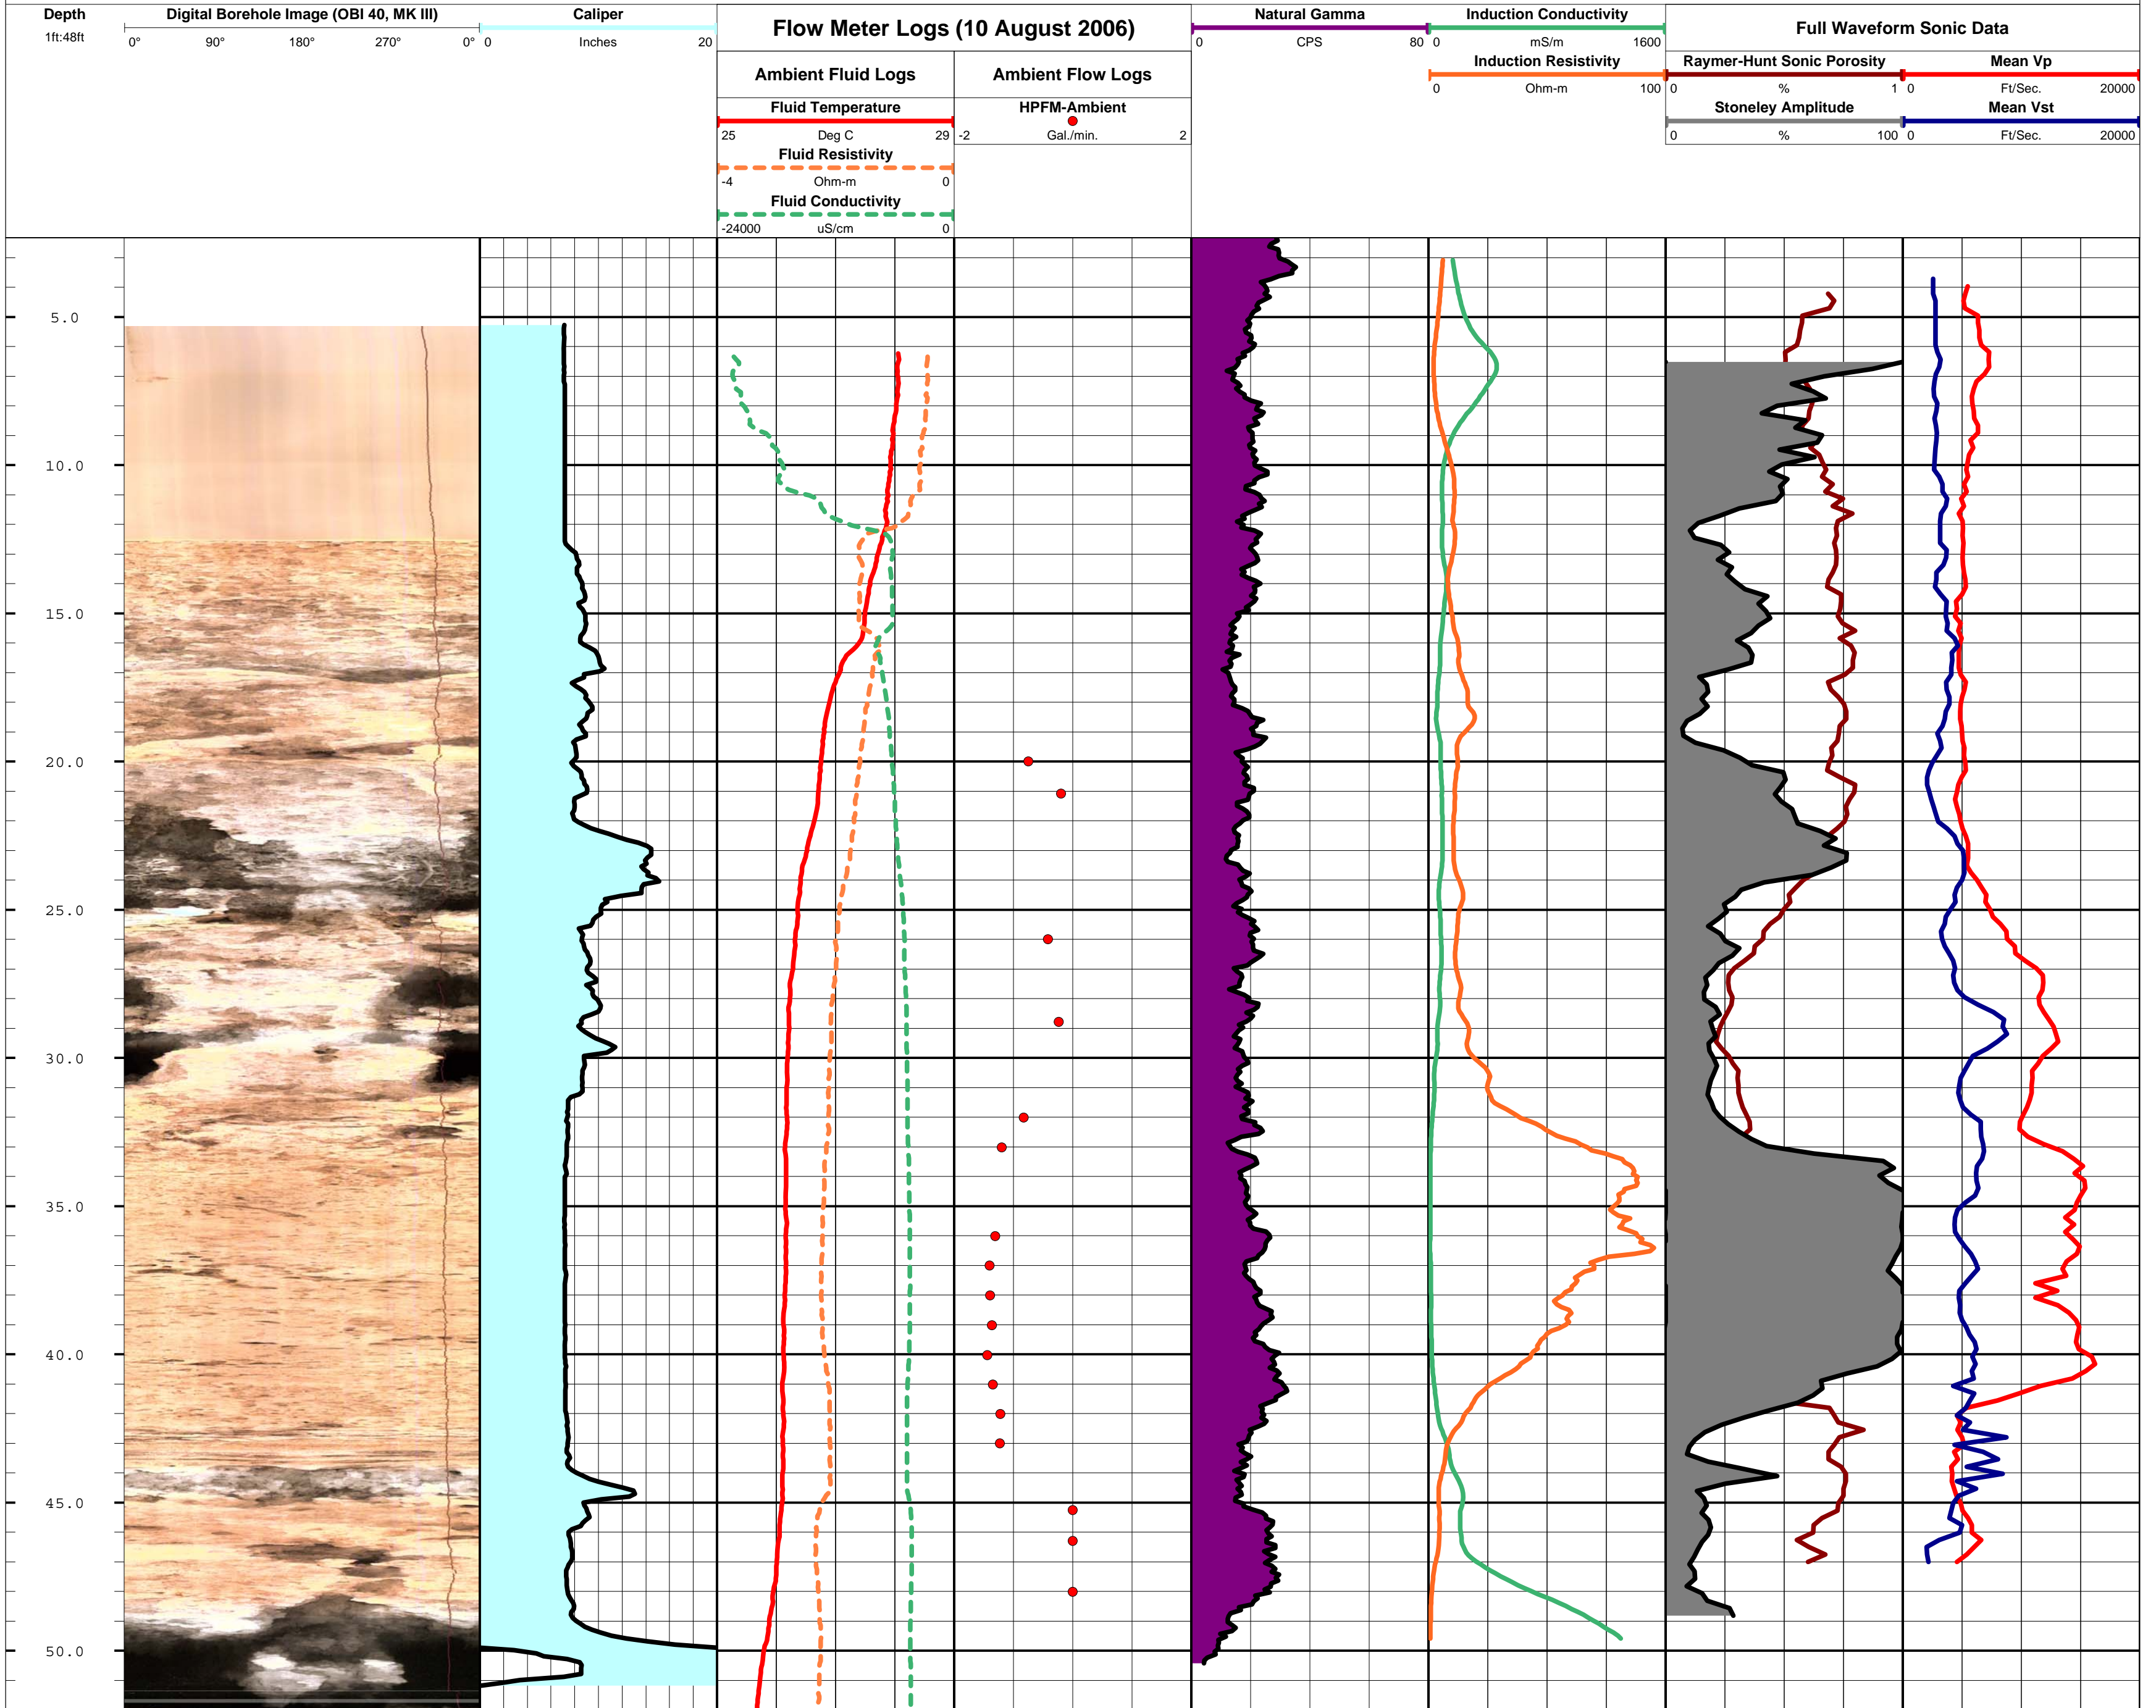 Depth
1ft:48ft
Digital Borehole Image (OBI 40, MK III)
0° 90° 180° 270° 0°
Caliper
0 Inches 20
Flow Meter Logs (10 August 2006)
Ambient Fluid Logs
Fluid Temperature
25 Deg C 29
Fluid Resistivity
-4 Ohm-m 0
Fluid Conductivity
-24000 uS/cm 0
Ambient Flow Logs
HPFM-Ambient
-2 Gal./min. 2
Natural Gamma
0 CPS 80
Induction Conductivity
0 mS/m 1600
Induction Resistivity
0 Ohm-m 100
Full Waveform Sonic Data
Raymer-Hunt Sonic Porosity
0 % 1
Stoneley Amplitude
0 % 100
Mean Vp
0 Ft/Sec. 20000
Mean Vst
0 Ft/Sec. 20000
5.0
10.0
15.0
20.0
25.0
30.0
35.0
40.0
45.0
50.0